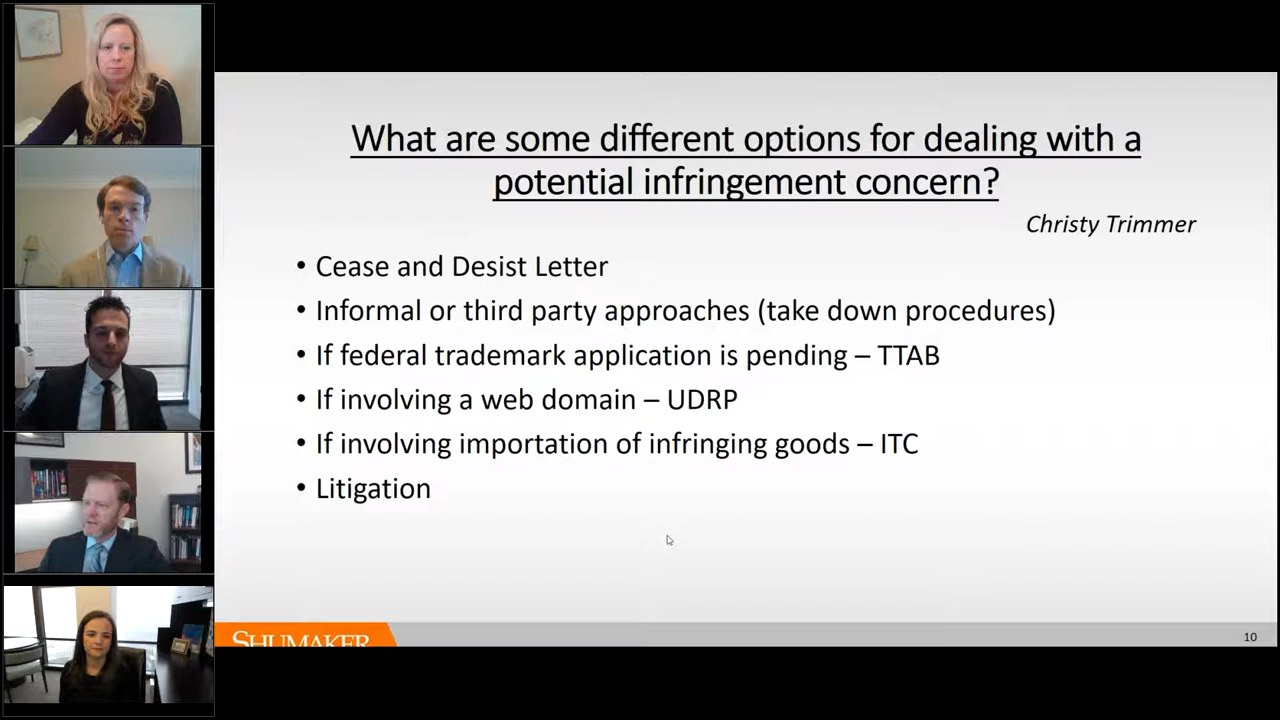 What are some different options for dealing with a
potential infringement concern?
Christy Trimmer
• Cease and Desist Letter
• Informal or third party approaches (take down procedures)
• If federal trademark application is pending – TTAB
• If involving a web domain – UDRP
• If involving importation of infringing goods – ITC
• Litigation
SHUMAKER
10